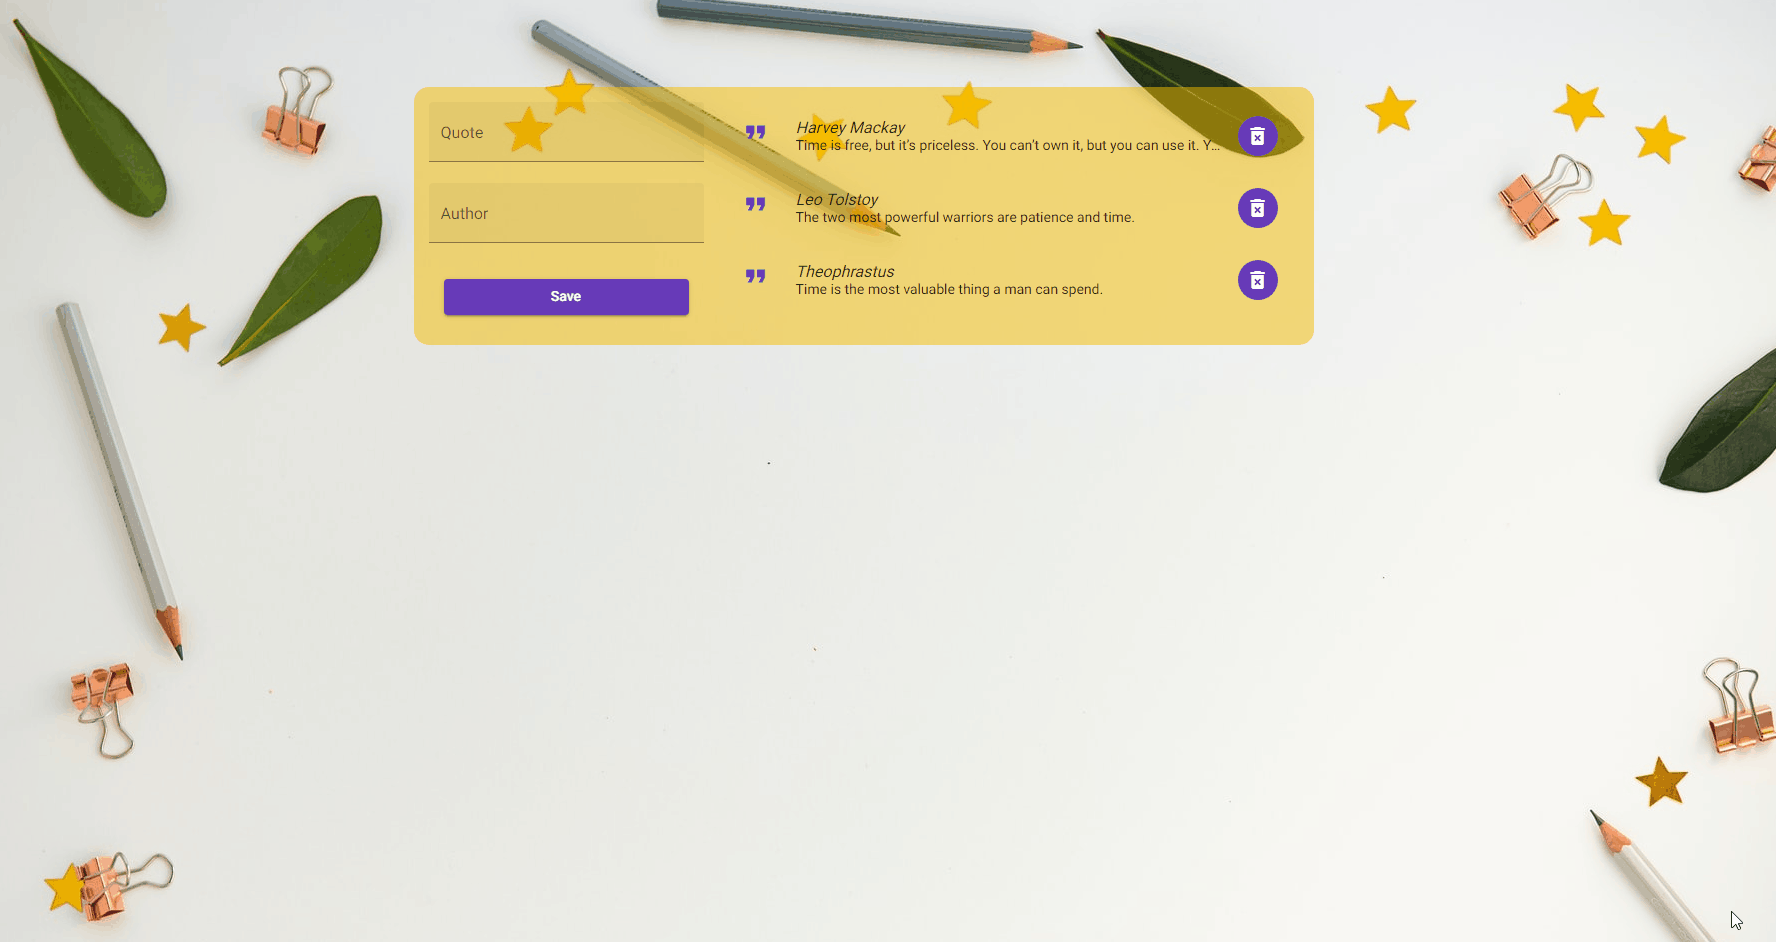 Quote
Author
Save
Harvey Mackay
Time is free, but it's priceless. You can't own it, but you can use it. Y...
Leo Tolstoy
The two most powerful warriors are patience and time.
Theophrastus
Time is the most valuable thing a man can spend.